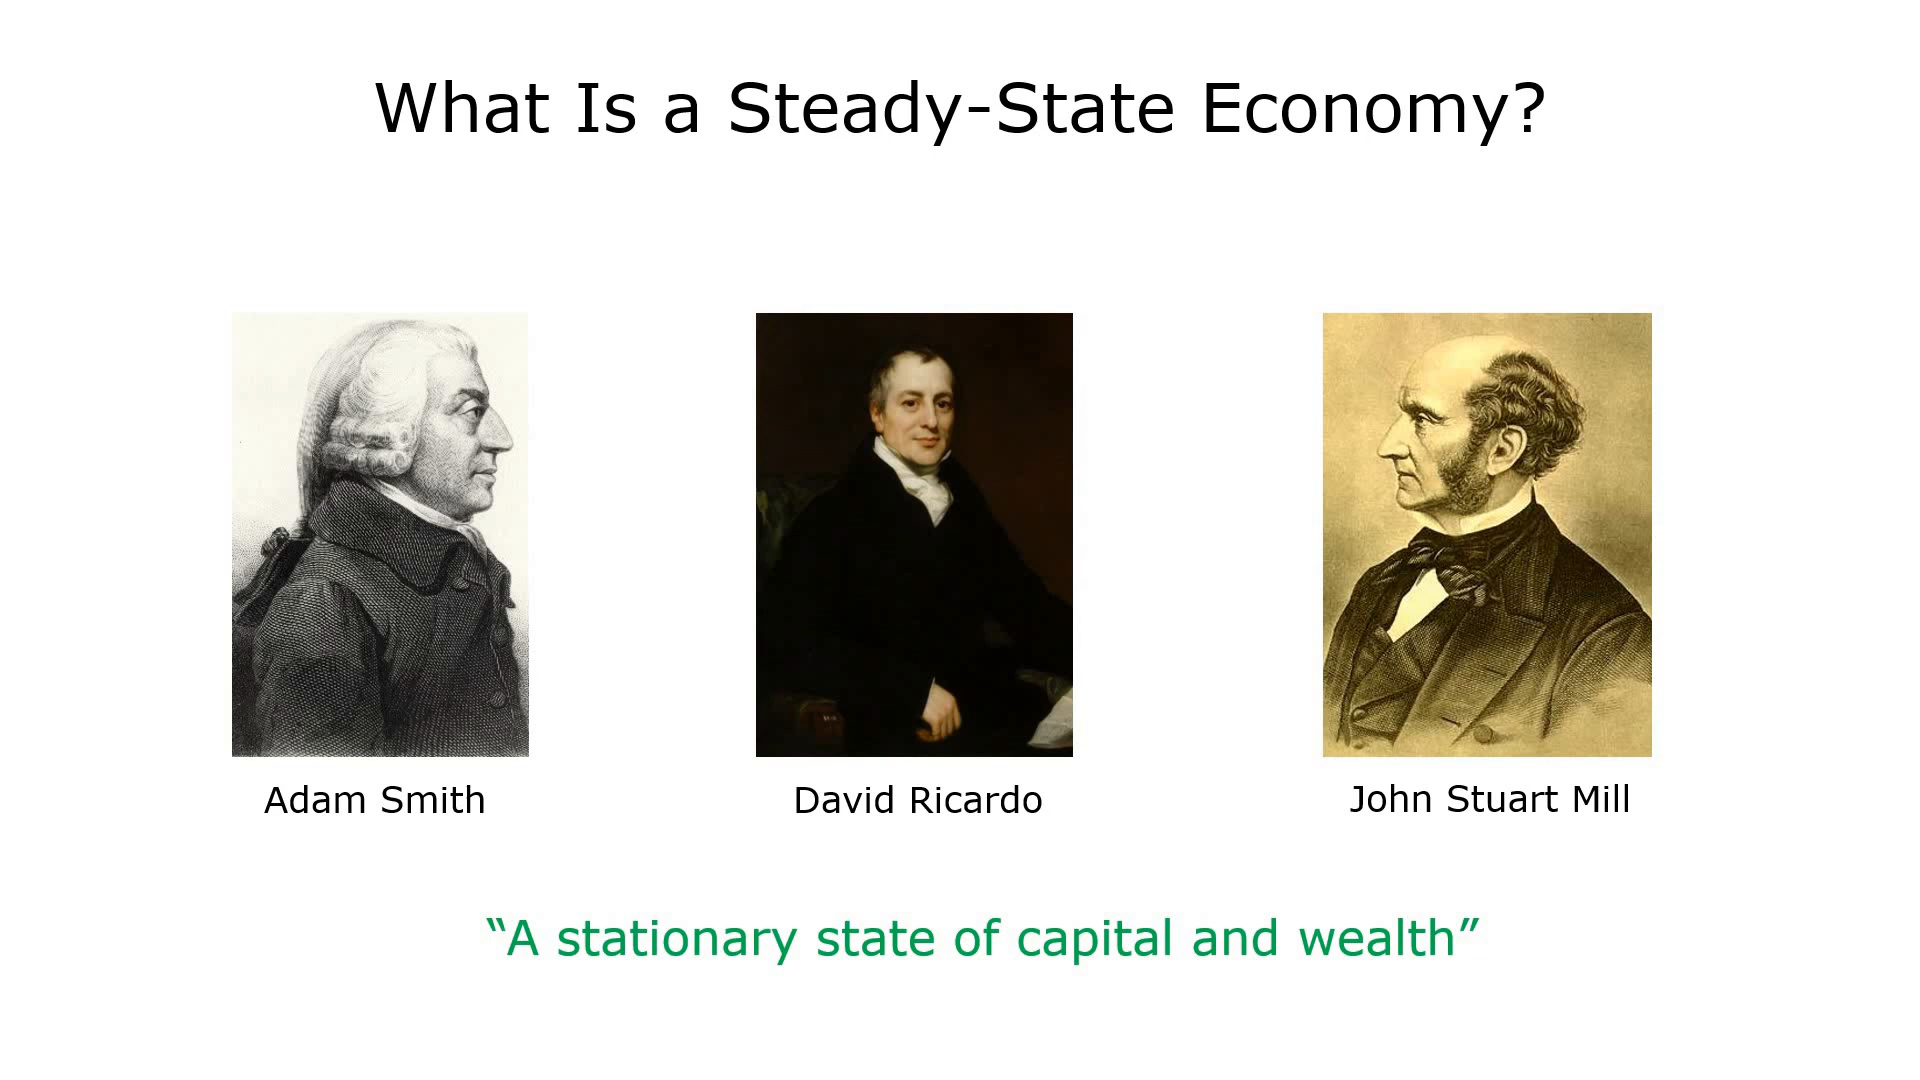 What Is a Steady-State Economy?
Adam Smith
David Ricardo
John Stuart Mill
“A stationary state of capital and wealth”